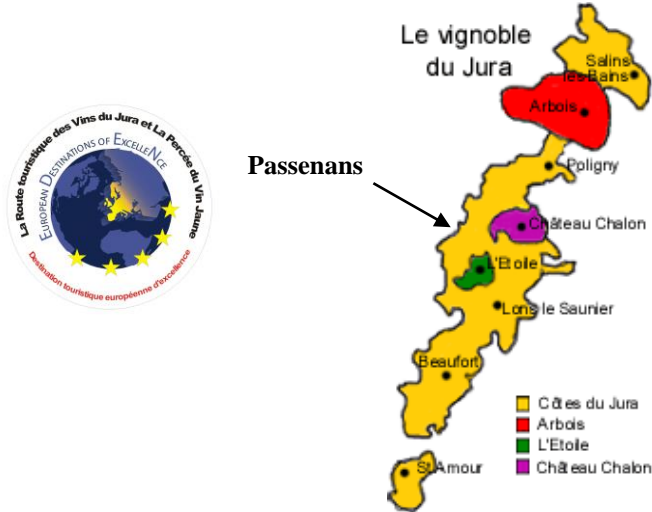 La Route touristique des Vins du Jura et La Percée du Vin Jaune
EUROPEAN DESTINATIONS OF EXCELLENCE
Destination touristique européenne d'excellence
Passenans
Le vignoble
du Jura
Salins
les Bains
Arbois
Poligny
Château Chalon
L'Etoile
Lons le Saunier
Beaufort
St Amour
Côtes du Jura
Arbois
L'Etoile
Château Chalon